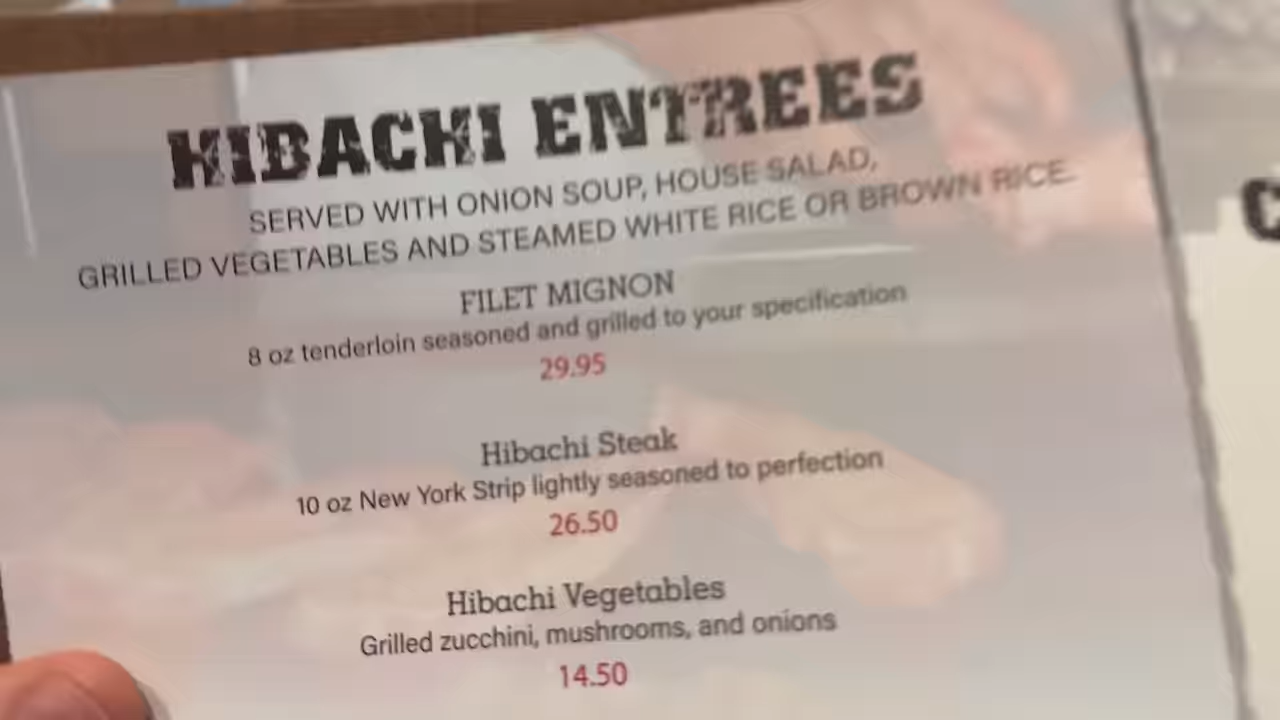 HIBACHI ENTREES
SERVED WITH ONION SOUP, HOUSE SALAD,
GRILLED VEGETABLES AND STEAMED WHITE RICE OR BROWN RICE.
FILET MIGNON
8 oz tenderloin seasoned and grilled to your specification
29.95
Hibachi Steak
10 oz New York Strip lightly seasoned to perfection
26.50
Hibachi Vegetables
Grilled zucchini, mushrooms, and onions
14.50